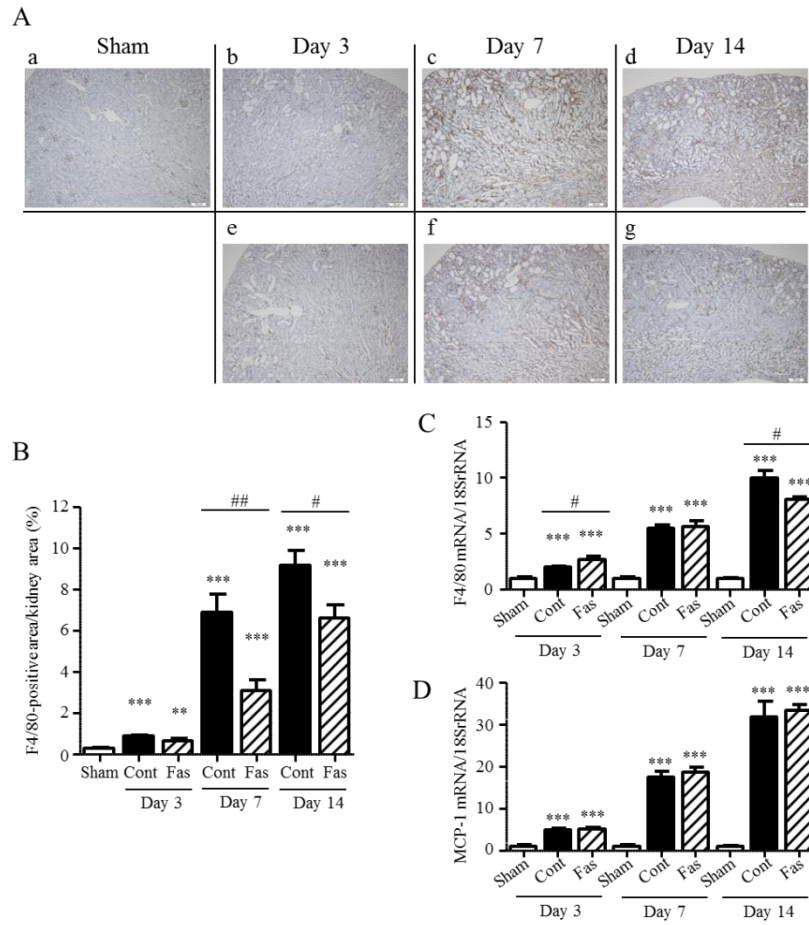 A
Sham Day 3 Day 7 Day 14
a b c d
e f g
B
F4/80-positive area/kidney area (%)
12
10
8
6
4
2
0
***
**
##
***
***
#
***
***
Sham Cont Fas Cont Fas Cont Fas
Day 3 Day 7 Day 14
C
F4/80 mRNA/18SrRNA
15
10
5
0
#
*** ***
*** ***
#
***
***
Sham Cont Fas Sham Cont Fas Sham Cont Fas
Day 3 Day 7 Day 14
D
MCP-1 mRNA/18SrRNA
40
30
20
10
0
*** ***
*** ***
*** ***
Sham Cont Fas Sham Cont Fas Sham Cont Fas
Day 3 Day 7 Day 14